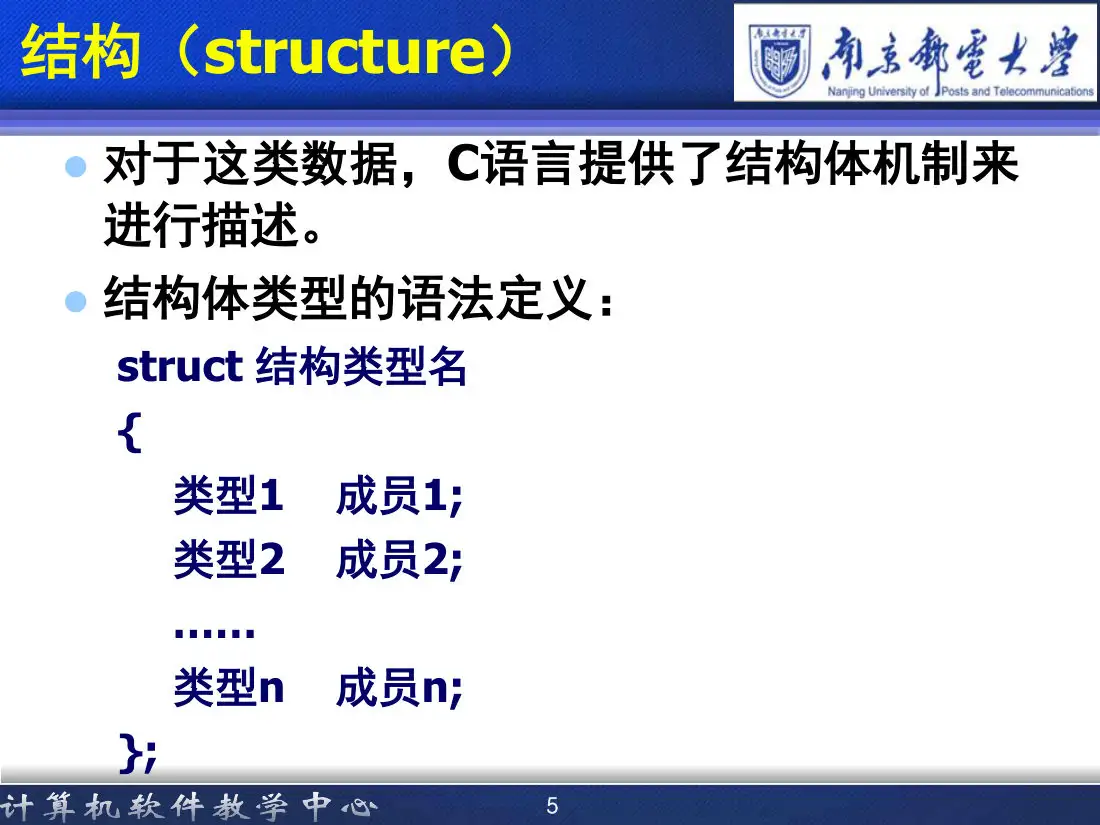 结构（structure）
南京郵電大學
Nanjing University of Posts and Telecommunications
对于这类数据，C语言提供了结构体机制来
进行描述。
结构体类型的语法定义：
struct 结构类型名
{
类型1 成员1;
类型2 成员2;
……
类型n 成员n;
};
计算机软件教学中心
5